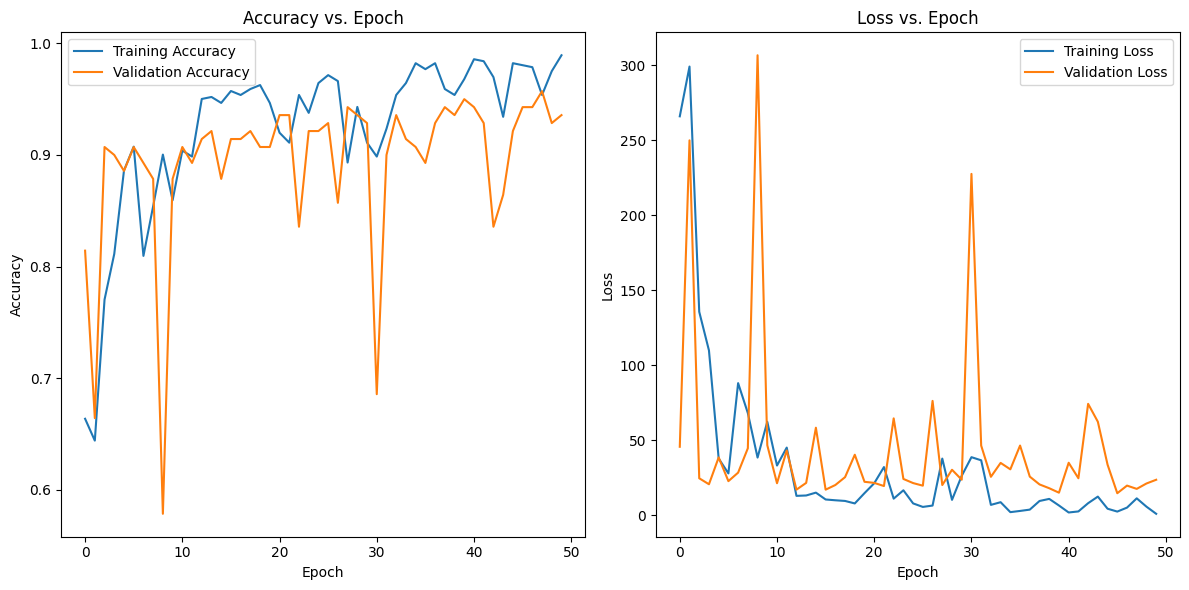 Accuracy vs. Epoch
Training Accuracy
Validation Accuracy
1.0
0.9
0.8
0.7
0.6
Accuracy
0 10 20 30 40 50
Epoch
Loss vs. Epoch
Training Loss
Validation Loss
300
250
200
150
100
50
0
Loss
0 10 20 30 40 50
Epoch